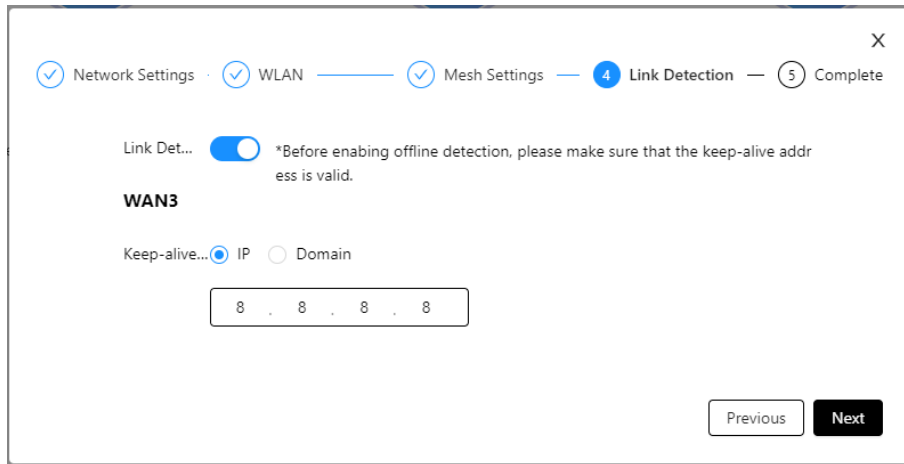 X
Network Settings WLAN Mesh Settings 4 Link Detection 5 Complete
Link Det... *Before enabing offline detection, please make sure that the keep-alive addr
ess is valid.
WAN3
Keep-alive... IP Domain
8 . 8 . 8 . 8
Previous Next